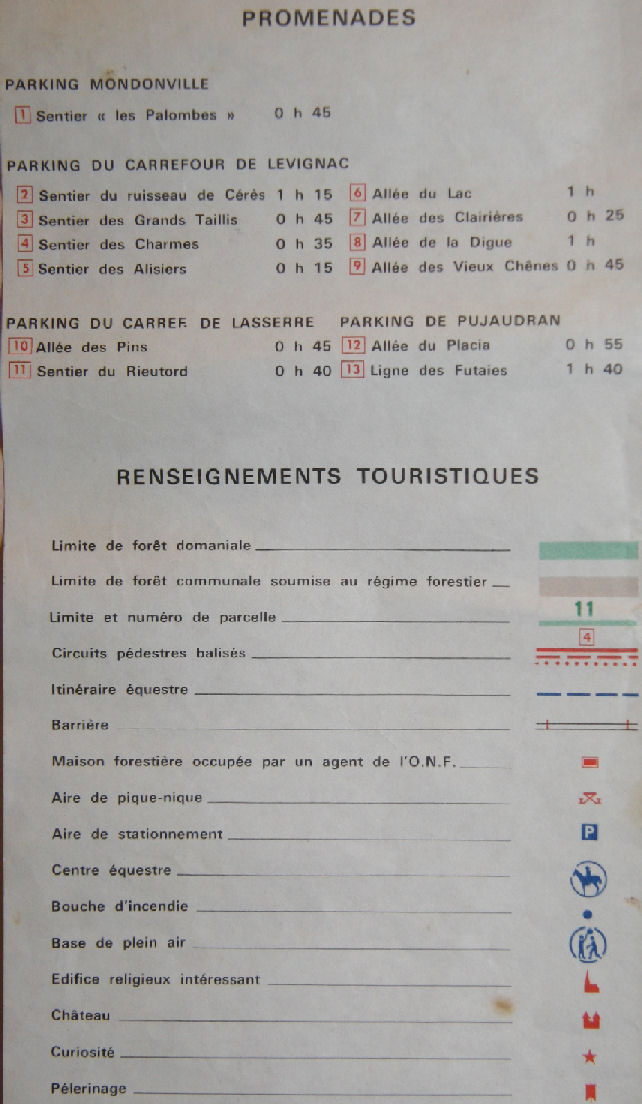 PROMENADES
PARKING MONDONVILLE
1 Sentier « les Palombes » 0 h 45
PARKING DU CARREFOUR DE LEVIGNAC
2 Sentier du ruisseau de Cérès 1 h 15 6 Allée du Lac 1 h
3 Sentier des Grands Taillis 0 h 45 7 Allée des Clairières 0 h 25
4 Sentier des Charmes 0 h 35 8 Allée de la Digue 1 h
5 Sentier des Alisiers 0 h 15 9 Allée des Vieux Chênes 0 h 45
PARKING DU CARREF. DE LASSERRE PARKING DE PUJAUDRAN
10 Allée des Pins 0 h 45 12 Allée du Placia 0 h 55
11 Sentier du Rieutord 0 h 40 13 Ligne des Futaies 1 h 40
RENSEIGNEMENTS TOURISTIQUES
Limite de forêt domaniale
Limite de forêt communale soumise au régime forestier
Limite et numéro de parcelle 11
Circuits pédestres balisés 4
Itinéraire équestre
Barrière
Maison forestière occupée par un agent de l'O.N.F.
Aire de pique-nique
Aire de stationnement P
Centre équestre
Bouche d'incendie
Base de plein air
Edifice religieux intéressant
Château
Curiosité
Pélerinage